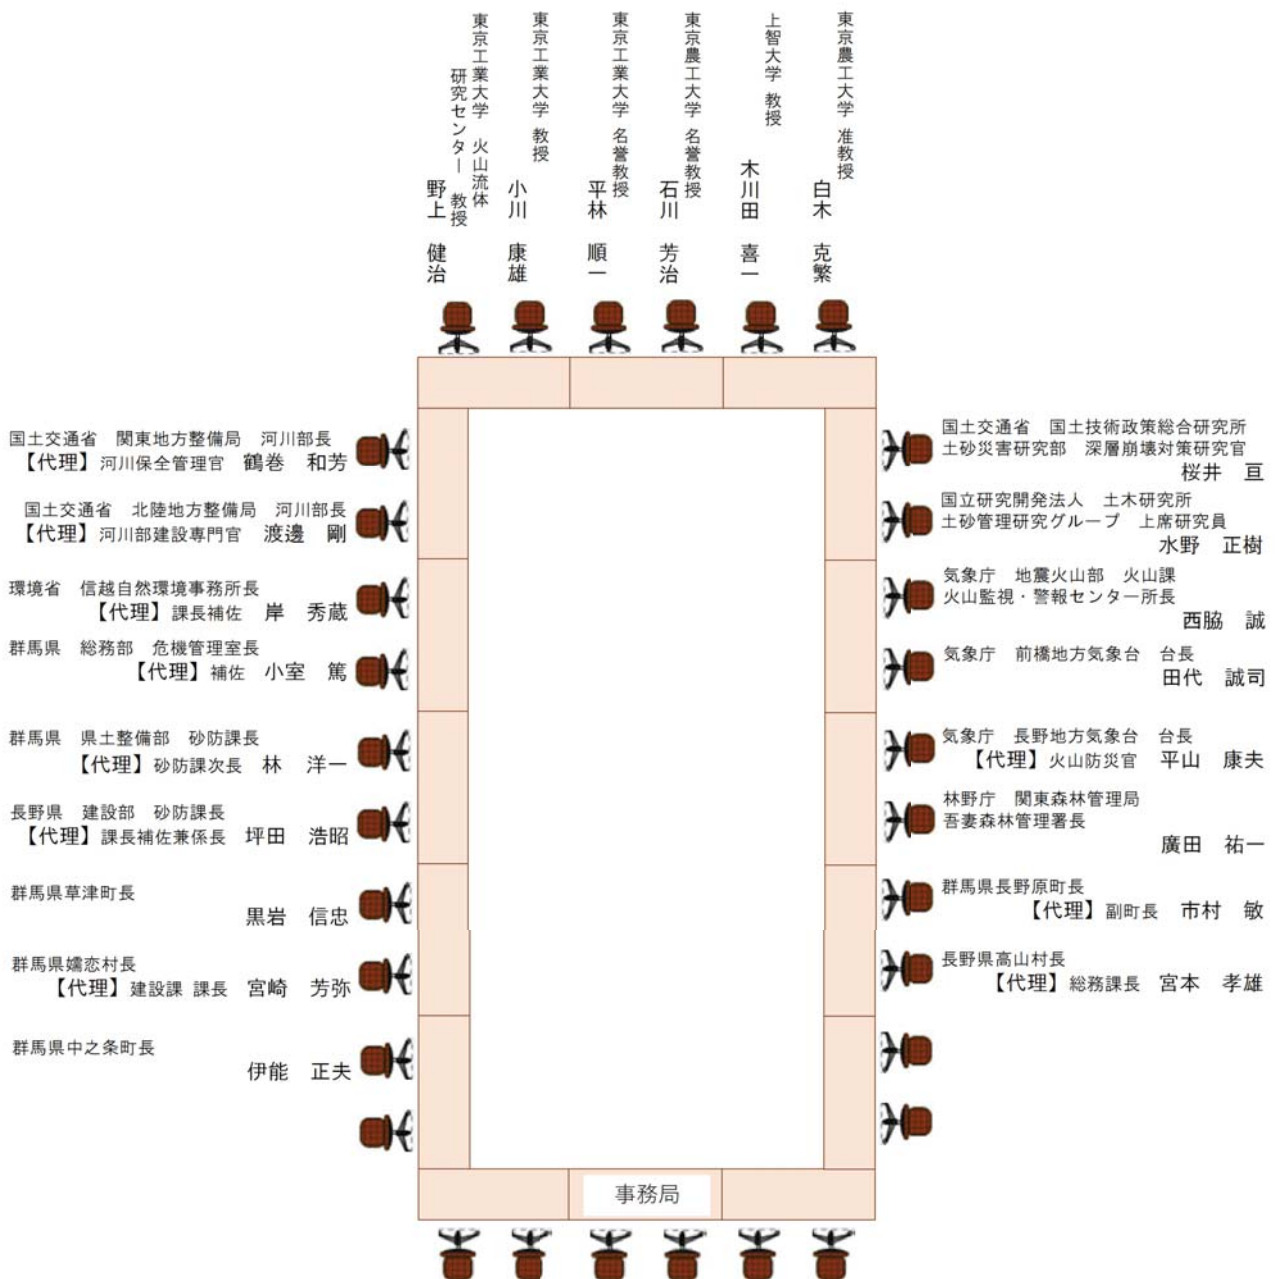 東京工業大学 火山流体
研究センター 教授
野上 健治
東京工業大学 教授
小川 康雄
東京工業大学 名誉教授
平林 順一
東京農工大学 名誉教授
石川 芳治
上智大学 教授
木川田 喜一
東京農工大学 准教授
白木 克繁
国土交通省 関東地方整備局 河川部長
【代理】河川保全管理官 鶴巻 和芳
国土交通省 北陸地方整備局 河川部長
【代理】河川部建設専門官 渡邊 剛
環境省 信越自然環境事務所長
【代理】課長補佐 岸 秀蔵
群馬県 総務部 危機管理室長
【代理】補佐 小室 篤
群馬県 県土整備部 砂防課長
【代理】砂防課次長 林 洋一
長野県 建設部 砂防課長
【代理】課長補佐兼係長 坪田 浩昭
群馬県草津町長
黒岩 信忠
群馬県嬬恋村長
【代理】建設課 課長 宮崎 芳弥
群馬県中之条町長
伊能 正夫
国土交通省 国土技術政策総合研究所
土砂災害研究部 深層崩壊対策研究官
桜井 亘
国立研究開発法人 土木研究所
土砂管理研究グループ 上席研究員
水野 正樹
気象庁 地震火山部 火山課
火山監視・警報センター所長
西脇 誠
気象庁 前橋地方気象台 台長
田代 誠司
気象庁 長野地方気象台 台長
【代理】火山防災官 平山 康夫
林野庁 関東森林管理局
吾妻森林管理署長
廣田 祐一
群馬県長野原町長
【代理】副町長 市村 敏
長野県高山村長
【代理】総務課長 宮本 孝雄
事務局